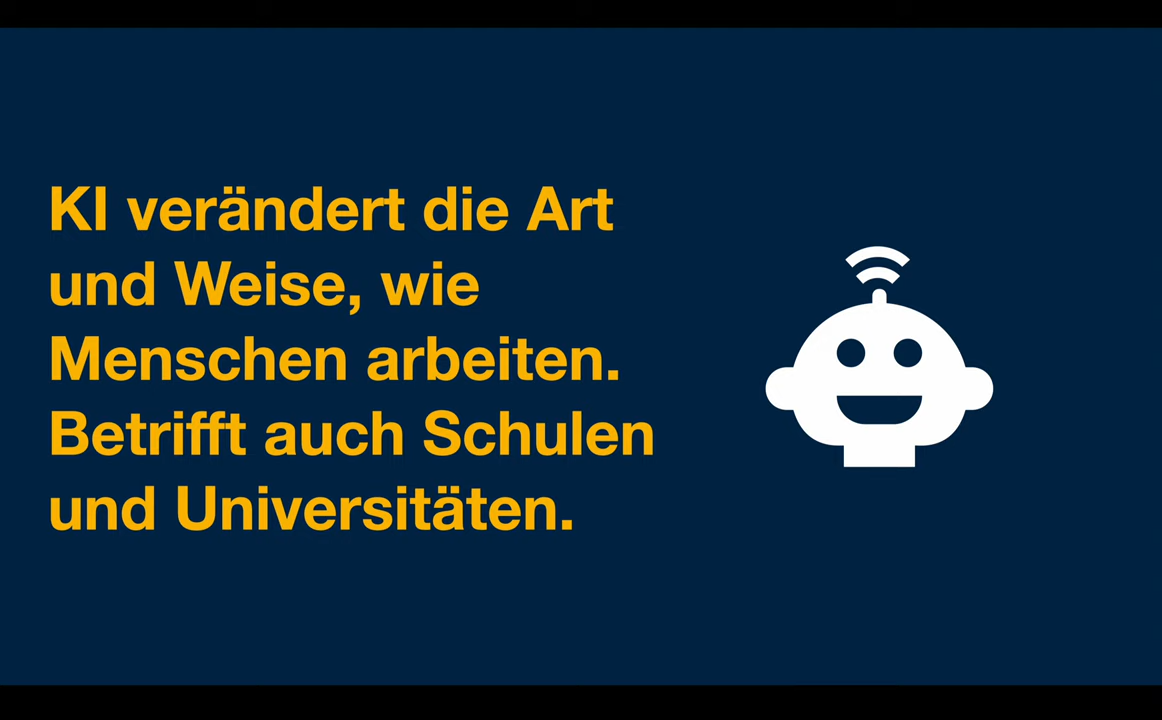 KI verändert die Art
und Weise, wie
Menschen arbeiten.
Betrifft auch Schulen
und Universitäten.